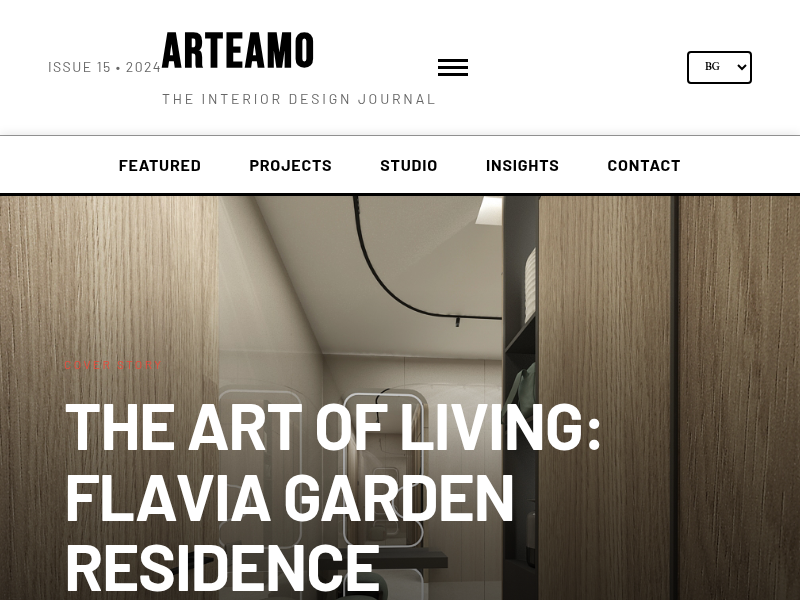 ISSUE 15 • 2024
ARTEAMO
THE INTERIOR DESIGN JOURNAL
BG
FEATURED PROJECTS STUDIO INSIGHTS CONTACT
THE ART OF LIVING:
FLAVIA GARDEN
RESIDENCE